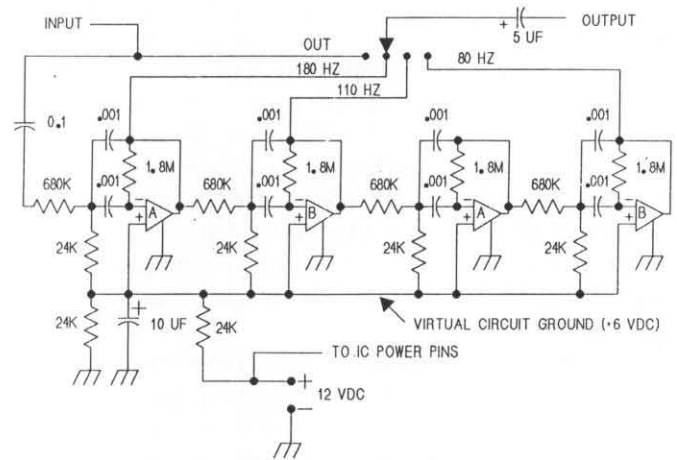 INPUT
OUT
OUTPUT
+ 5 UF
180 HZ
110 HZ
80 HZ
0.1
.001
.001
.001
.001
1.8M
1.8M
1.8M
1.8M
680K
.001
680K
.001
680K
.001
680K
.001
- + A
- + B
- + A
- + B
24K
24K
24K
24K
24K
+ 10 UF
24K
VIRTUAL CIRCUIT GROUND (+6 VDC)
TO IC POWER PINS
+
12 VDC
-